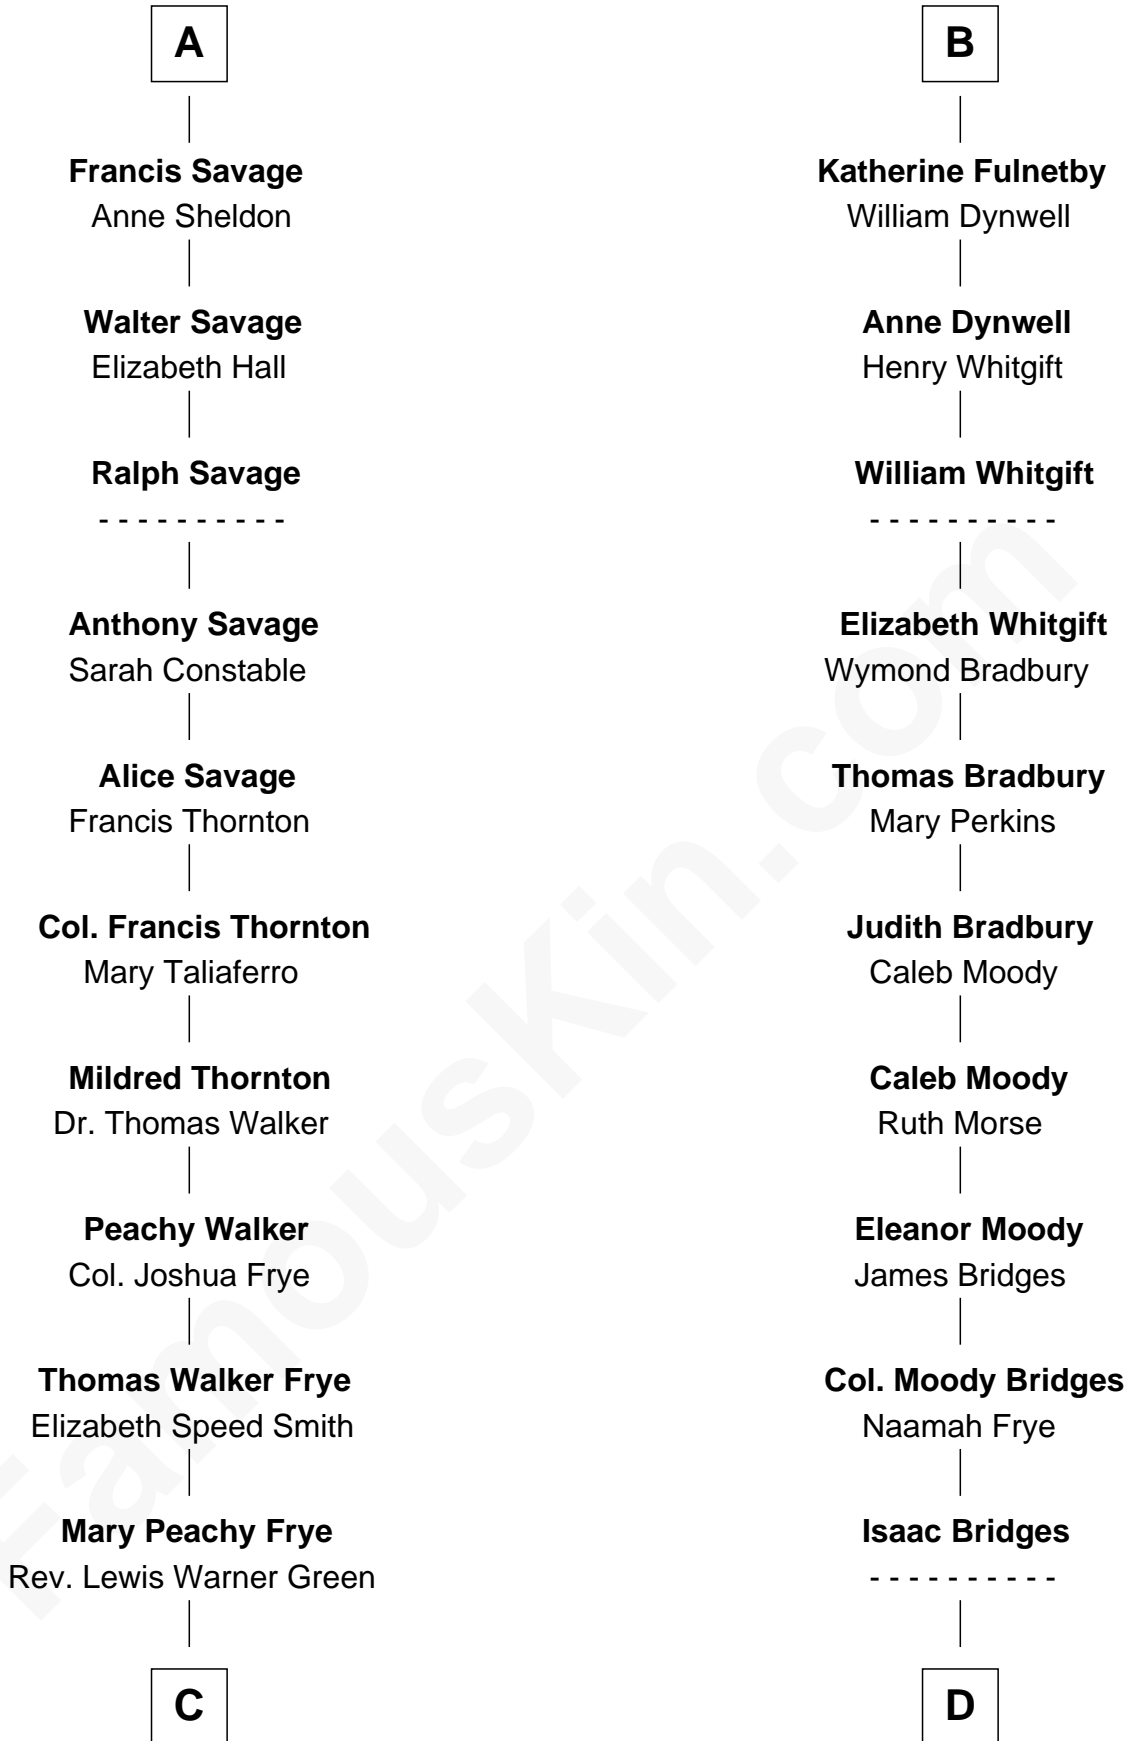 A
Francis Savage
Anne Sheldon
Walter Savage
Elizabeth Hall
Ralph Savage
- - - - - - - - - -
Anthony Savage
Sarah Constable
Alice Savage
Francis Thornton
Col. Francis Thornton
Mary Taliaferro
Mildred Thornton
Dr. Thomas Walker
Peachy Walker
Col. Joshua Frye
Thomas Walker Frye
Elizabeth Speed Smith
Mary Peachy Frye
Rev. Lewis Warner Green
C
B
Katherine Fulnetby
William Dynwell
Anne Dynwell
Henry Whitgift
William Whitgift
- - - - - - - - - -
Elizabeth Whitgift
Wymond Bradbury
Thomas Bradbury
Mary Perkins
Judith Bradbury
Caleb Moody
Caleb Moody
Ruth Morse
Eleanor Moody
James Bridges
Col. Moody Bridges
Naamah Frye
Isaac Bridges
- - - - - - - - - -
D
FamousKin.com